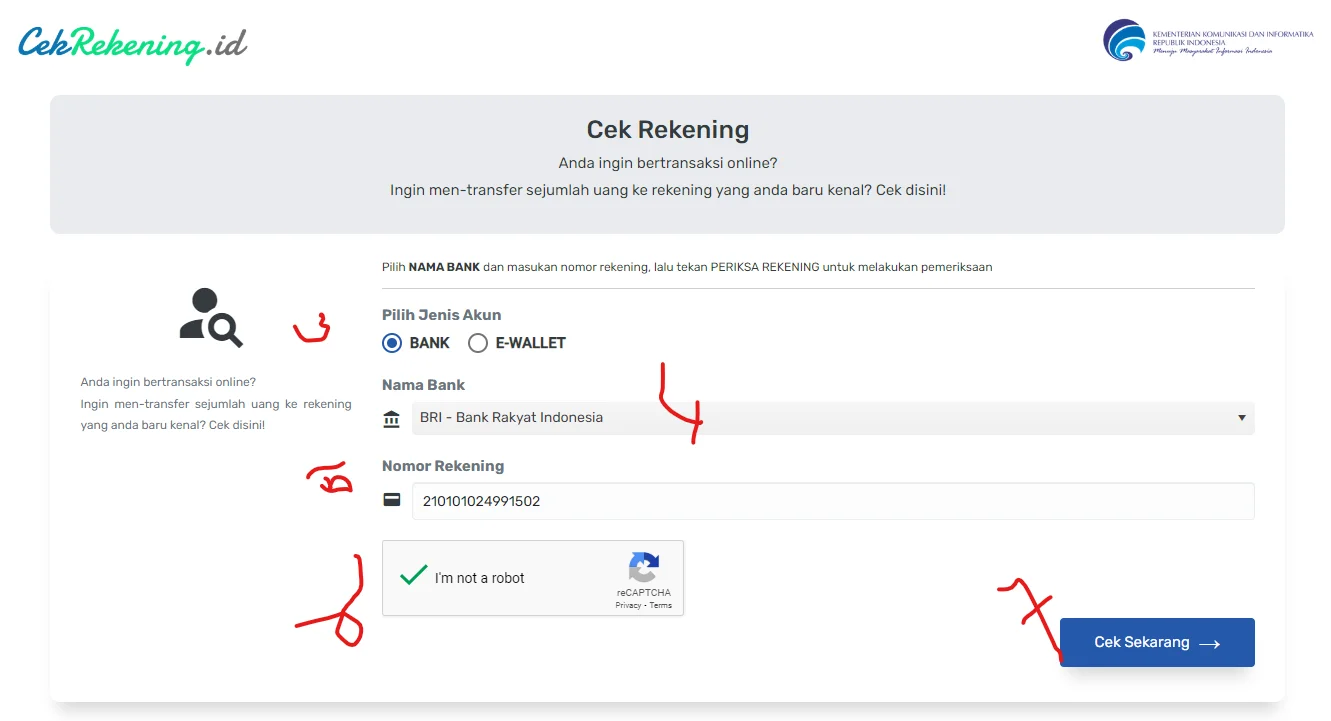 CekRekening.id
KEMENTERIAN KOMUNIKASI DAN INFORMATIKA
REPUBLIK INDONESIA
Menuju Masyarakat Informasi Indonesia
Cek Rekening
Anda ingin bertransaksi online?
Ingin men-transfer sejumlah uang ke rekening yang anda baru kenal? Cek disini!
Anda ingin bertransaksi online?
Ingin men-transfer sejumlah uang ke rekening
yang anda baru kenal? Cek disini!
Pilih NAMA BANK dan masukan nomor rekening, lalu tekan PERIKSA REKENING untuk melakukan pemeriksaan
3
Pilih Jenis Akun
BANK E-WALLET
Nama Bank
4
BRI - Bank Rakyat Indonesia
5
Nomor Rekening
210101024991502
I'm not a robot
reCAPTCHA
Privacy - Terms
7
Cek Sekarang →